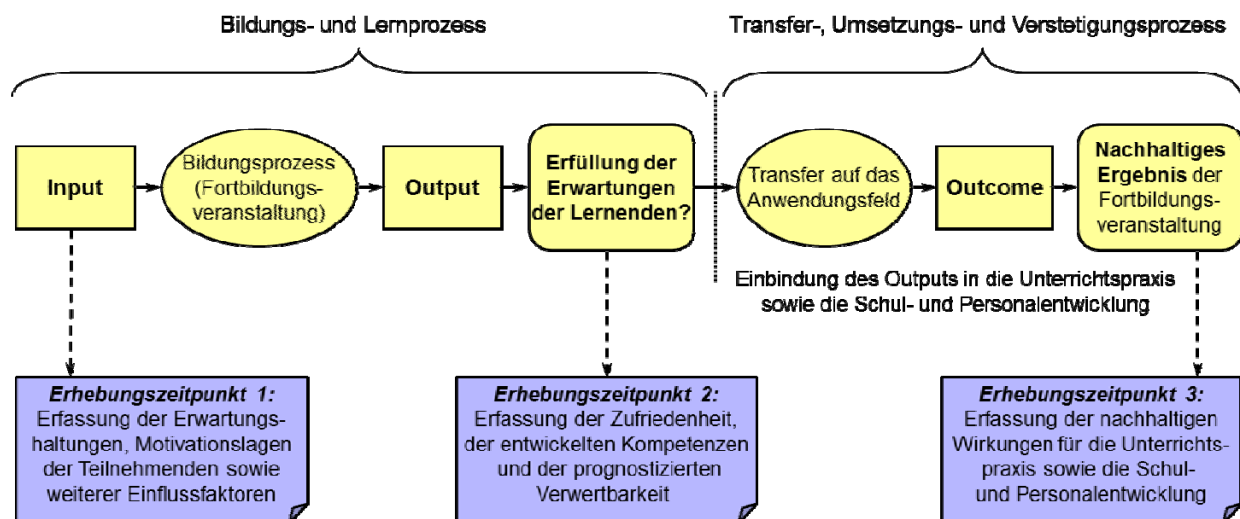 Bildungs- und Lernprozess
Transfer-, Umsetzungs- und Verstetigungsprozess
Input
Bildungsprozess
(Fortbildungs-
veranstaltung)
Output
Erfüllung der
Erwartungen
der Lernenden?
Transfer auf das
Anwendungsfeld
Outcome
Nachhaltiges
Ergebnis der
Fortbildungs-
veranstaltung
Einbindung des Outputs in die Unterrichtspraxis
sowie die Schul- und Personalentwicklung
Erhebungszeitpunkt 1:
Erfassung der Erwartungs-
haltungen, Motivationslagen
der Teilnehmenden sowie
weiterer Einflussfaktoren
Erhebungszeitpunkt 2:
Erfassung der Zufriedenheit,
der entwickelten Kompetenzen
und der prognostizierten
Verwertbarkeit
Erhebungszeitpunkt 3:
Erfassung der nachhaltigen
Wirkungen für die Unterrichts-
praxis sowie die Schul-
und Personalentwicklung